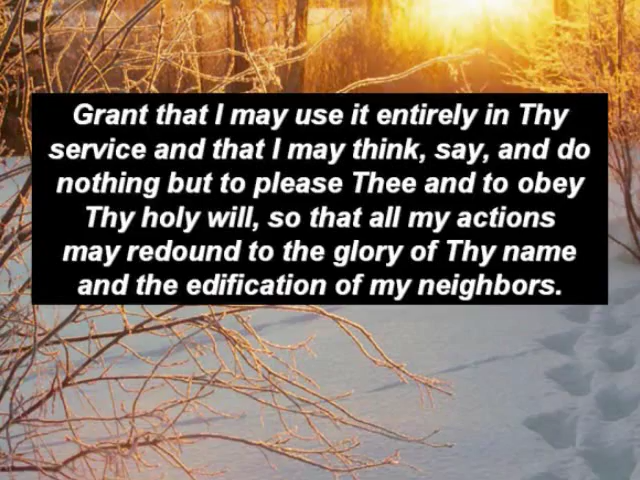 Grant that I may use it entirely in Thy
service and that I may think, say, and do
nothing but to please Thee and to obey
Thy holy will, so that all my actions
may redound to the glory of Thy name
and the edification of my neighbors.